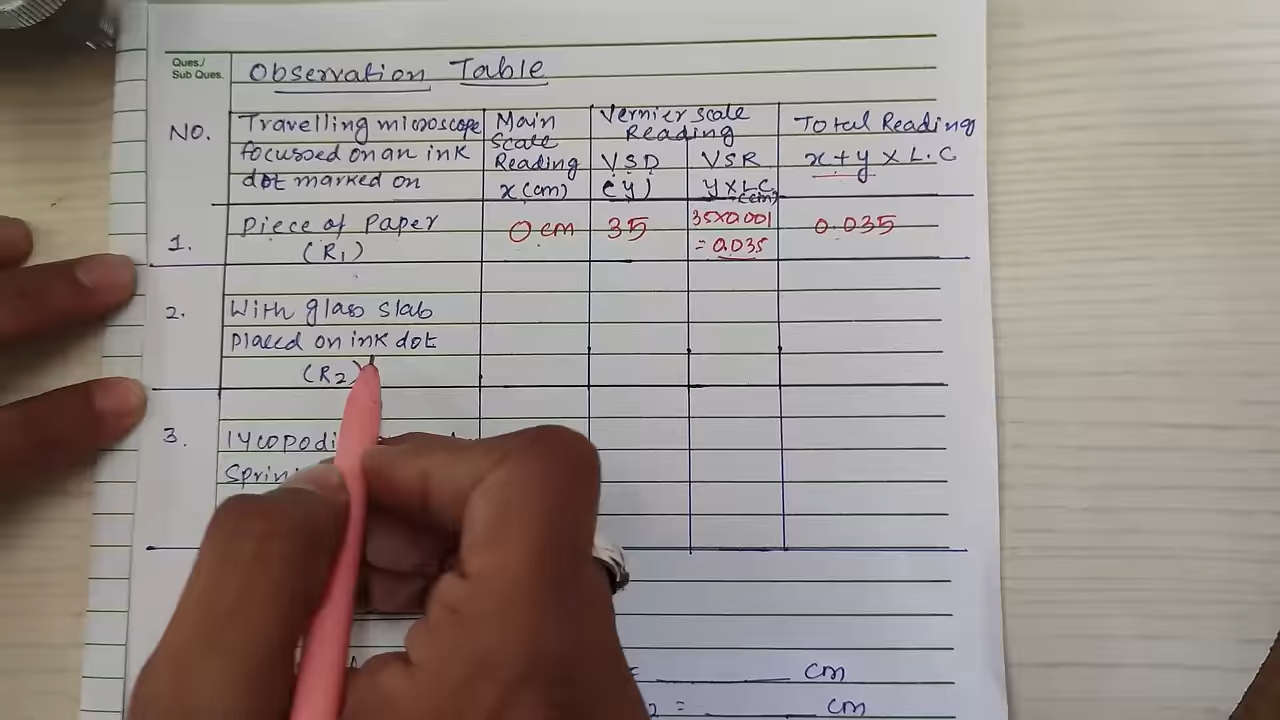 Ques./
Sub Ques.
Observation Table
NO.
Travelling microscope
focussed on an ink
dot marked on
Main
Scale
Reading
x (cm)
Vernier scale
Reading
VSD
(y)
VSR
y x L.C
(cm)
Total Reading
x + y x L.C
1.
Piece of Paper
(R1)
0 cm
35
35x0.001
= 0.035
0.035
2.
With glass slab
Placed on ink dot
(R2)
3.
cm
2 = cm